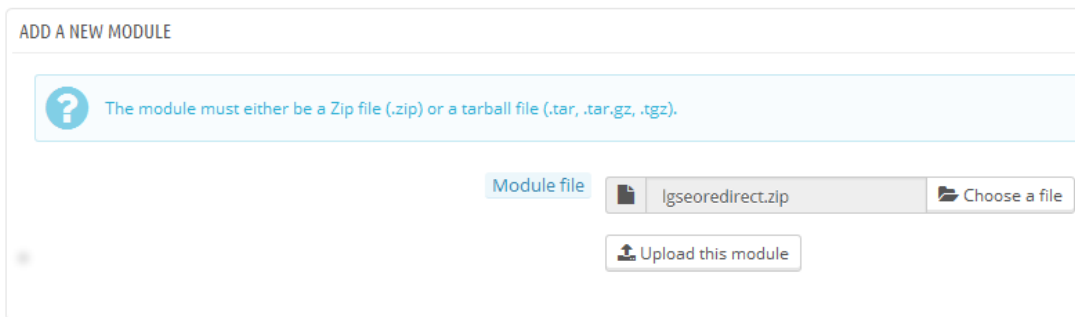 ADD A NEW MODULE
The module must either be a Zip file (.zip) or a tarball file (.tar, .tar.gz, .tgz).
Module file
lgseoredirect.zip
Choose a file
Upload this module